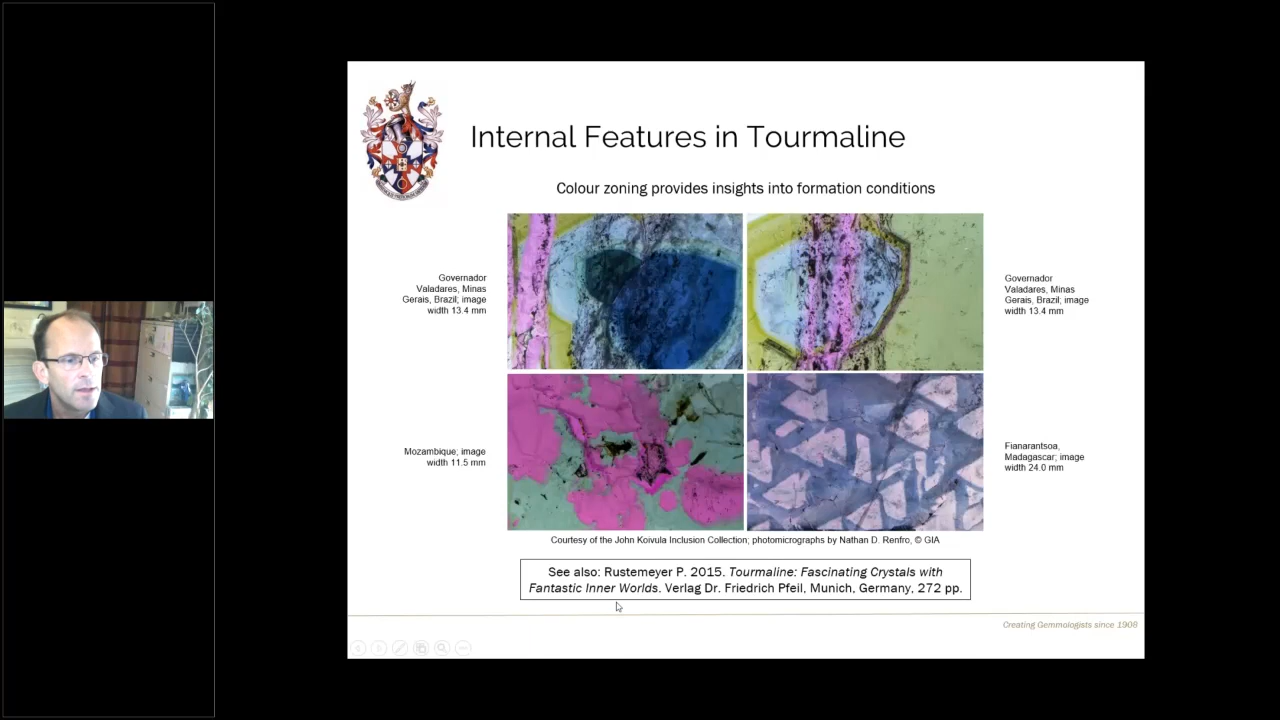 Internal Features in Tourmaline
Colour zoning provides insights into formation conditions
Governador
Valadares, Minas
Gerais, Brazil; image
width 13.4 mm
Governador
Valadares, Minas
Gerais, Brazil; image
width 13.4 mm
Mozambique; image
width 11.5 mm
Fianarantsoa,
Madagascar; image
width 24.0 mm
Courtesy of the John Koivula Inclusion Collection; photomicrographs by Nathan D. Renfro, © GIA
See also: Rustemeyer P. 2015. Tourmaline: Fascinating Crystals with
Fantastic Inner Worlds. Verlag Dr. Friedrich Pfeil, Munich, Germany, 272 pp.
Creating Gemmologists since 1908